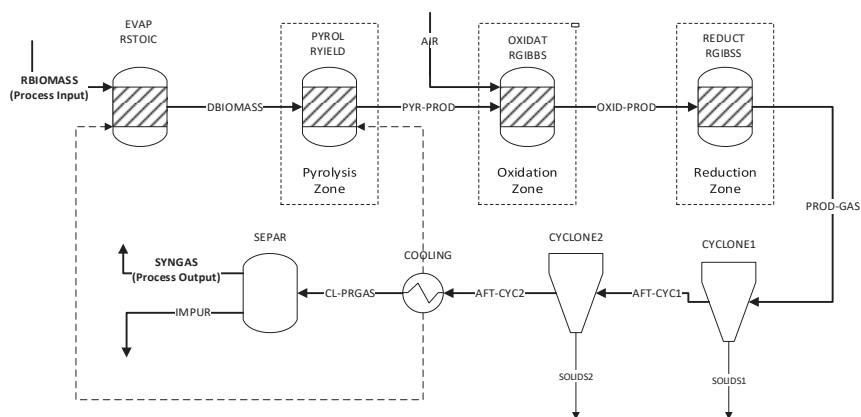 EVAP
RSTOIC
PYROL
RYIELD
AIR
OXIDAT
RGIBBS
REDUCT
RGIBSS
RBIOMASS
(Process Input)
DBIOMASS
PYR-PROD
OXID-PROD
Pyrolysis
Zone
Oxidation
Zone
Reduction
Zone
PROD-GAS
SEPAR
COOLING
CYCLONE2
CYCLONE1
SYNGAS
(Process Output)
CL-PRGAS
AFT-CYC2
AFT-CYC1
IMPUR
SOLIDS2
SOLIDS1